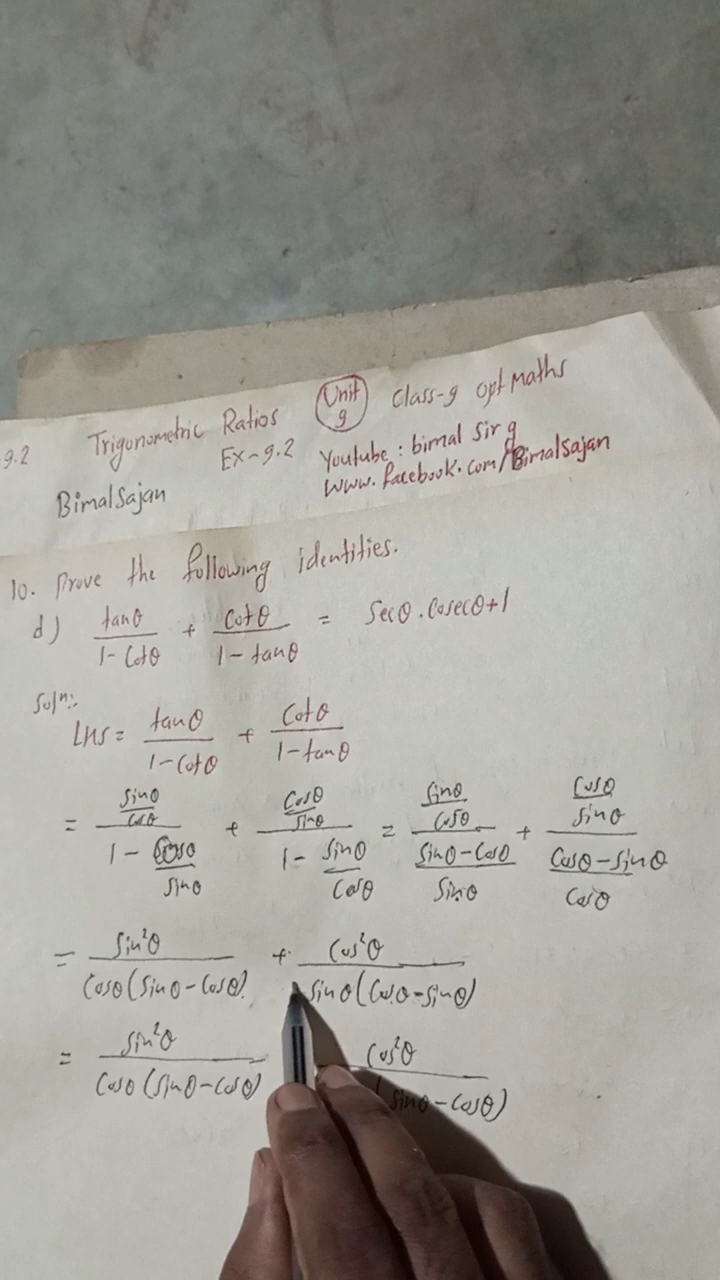 9.2 Trigonometric Ratios Unit 9 Class-9 opt Maths
BimalSajan Ex-9.2 Youtube : bimal Sir g
www.facebook.com/BimalSajan
10. Prove the following identities.
d) tanθ/(1-Cotθ) + Cotθ/(1-tanθ) = Secθ.Cosecθ+1
Soln:
LHS = tanθ/(1-Cotθ) + Cotθ/(1-tanθ)
= (Sinθ/Cosθ)/(1-Cosθ/Sinθ) + (Cosθ/Sinθ)/(1-Sinθ/Cosθ) = (Sinθ/Cosθ)/((Sinθ-Cosθ)/Sinθ) + (Cosθ/Sinθ)/((Cosθ-Sinθ)/Cosθ)
= Sin²θ/(Cosθ(Sinθ-Cosθ)) + Cos²θ/(Sinθ(Cosθ-Sinθ))
= Sin²θ/(Cosθ(Sinθ-Cosθ)) Cos²θ/((Sinθ-Cosθ))